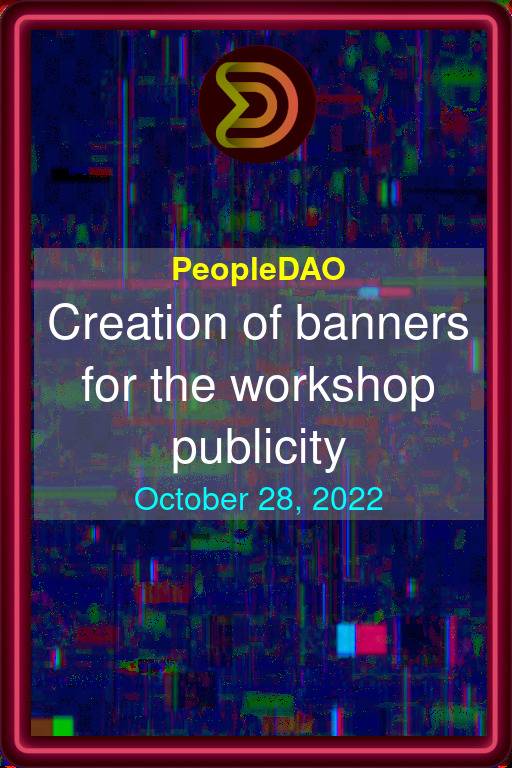 PeopleDAO
Creation of banners
for the workshop
publicity
October 28, 2022